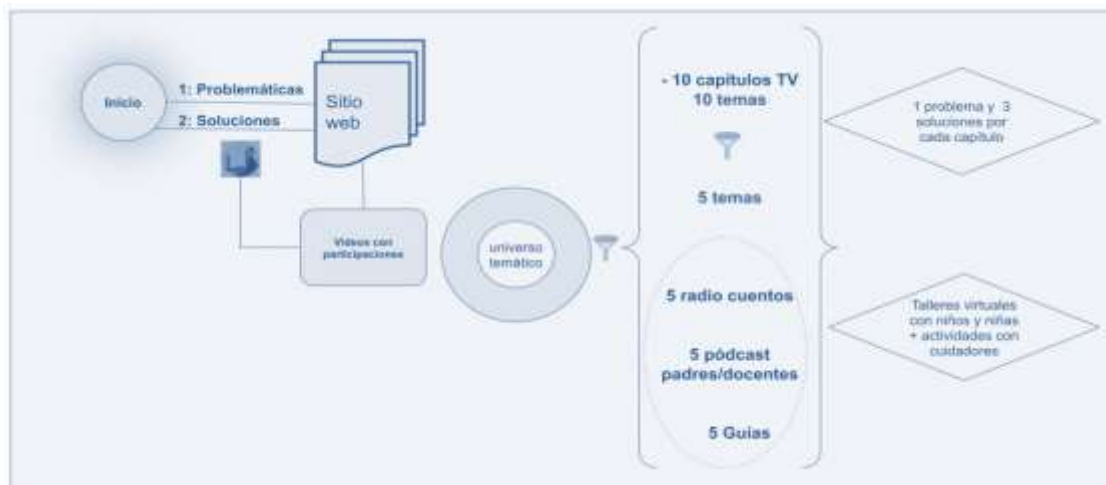 Inicio
1: Problemáticas
2: Soluciones
Sitio
web
Videos con
participaciones
universo
temático
- 10 capítulos TV
10 temas
5 temas
5 radio cuentos
5 pódcast
padres/docentes
5 Guías
1 problema y 3
soluciones por
cada capítulo
Talleres virtuales
con niños y niñas
+ actividades con
cuidadores